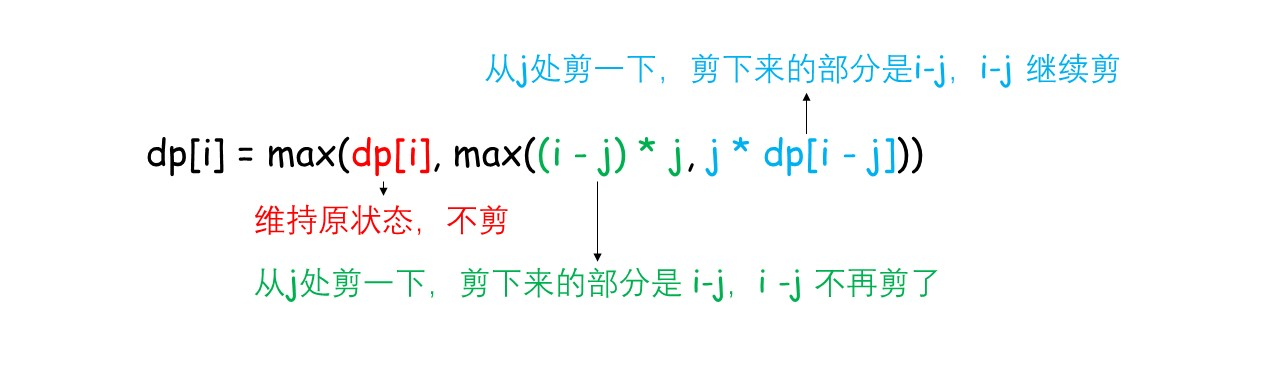 从j处剪一下，剪下来的部分是i-j，i-j 继续剪
dp[i] = max(dp[i], max((i - j) * j, j * dp[i - j]))
维持原状态，不剪
从j处剪一下，剪下来的部分是 i-j，i -j 不再剪了